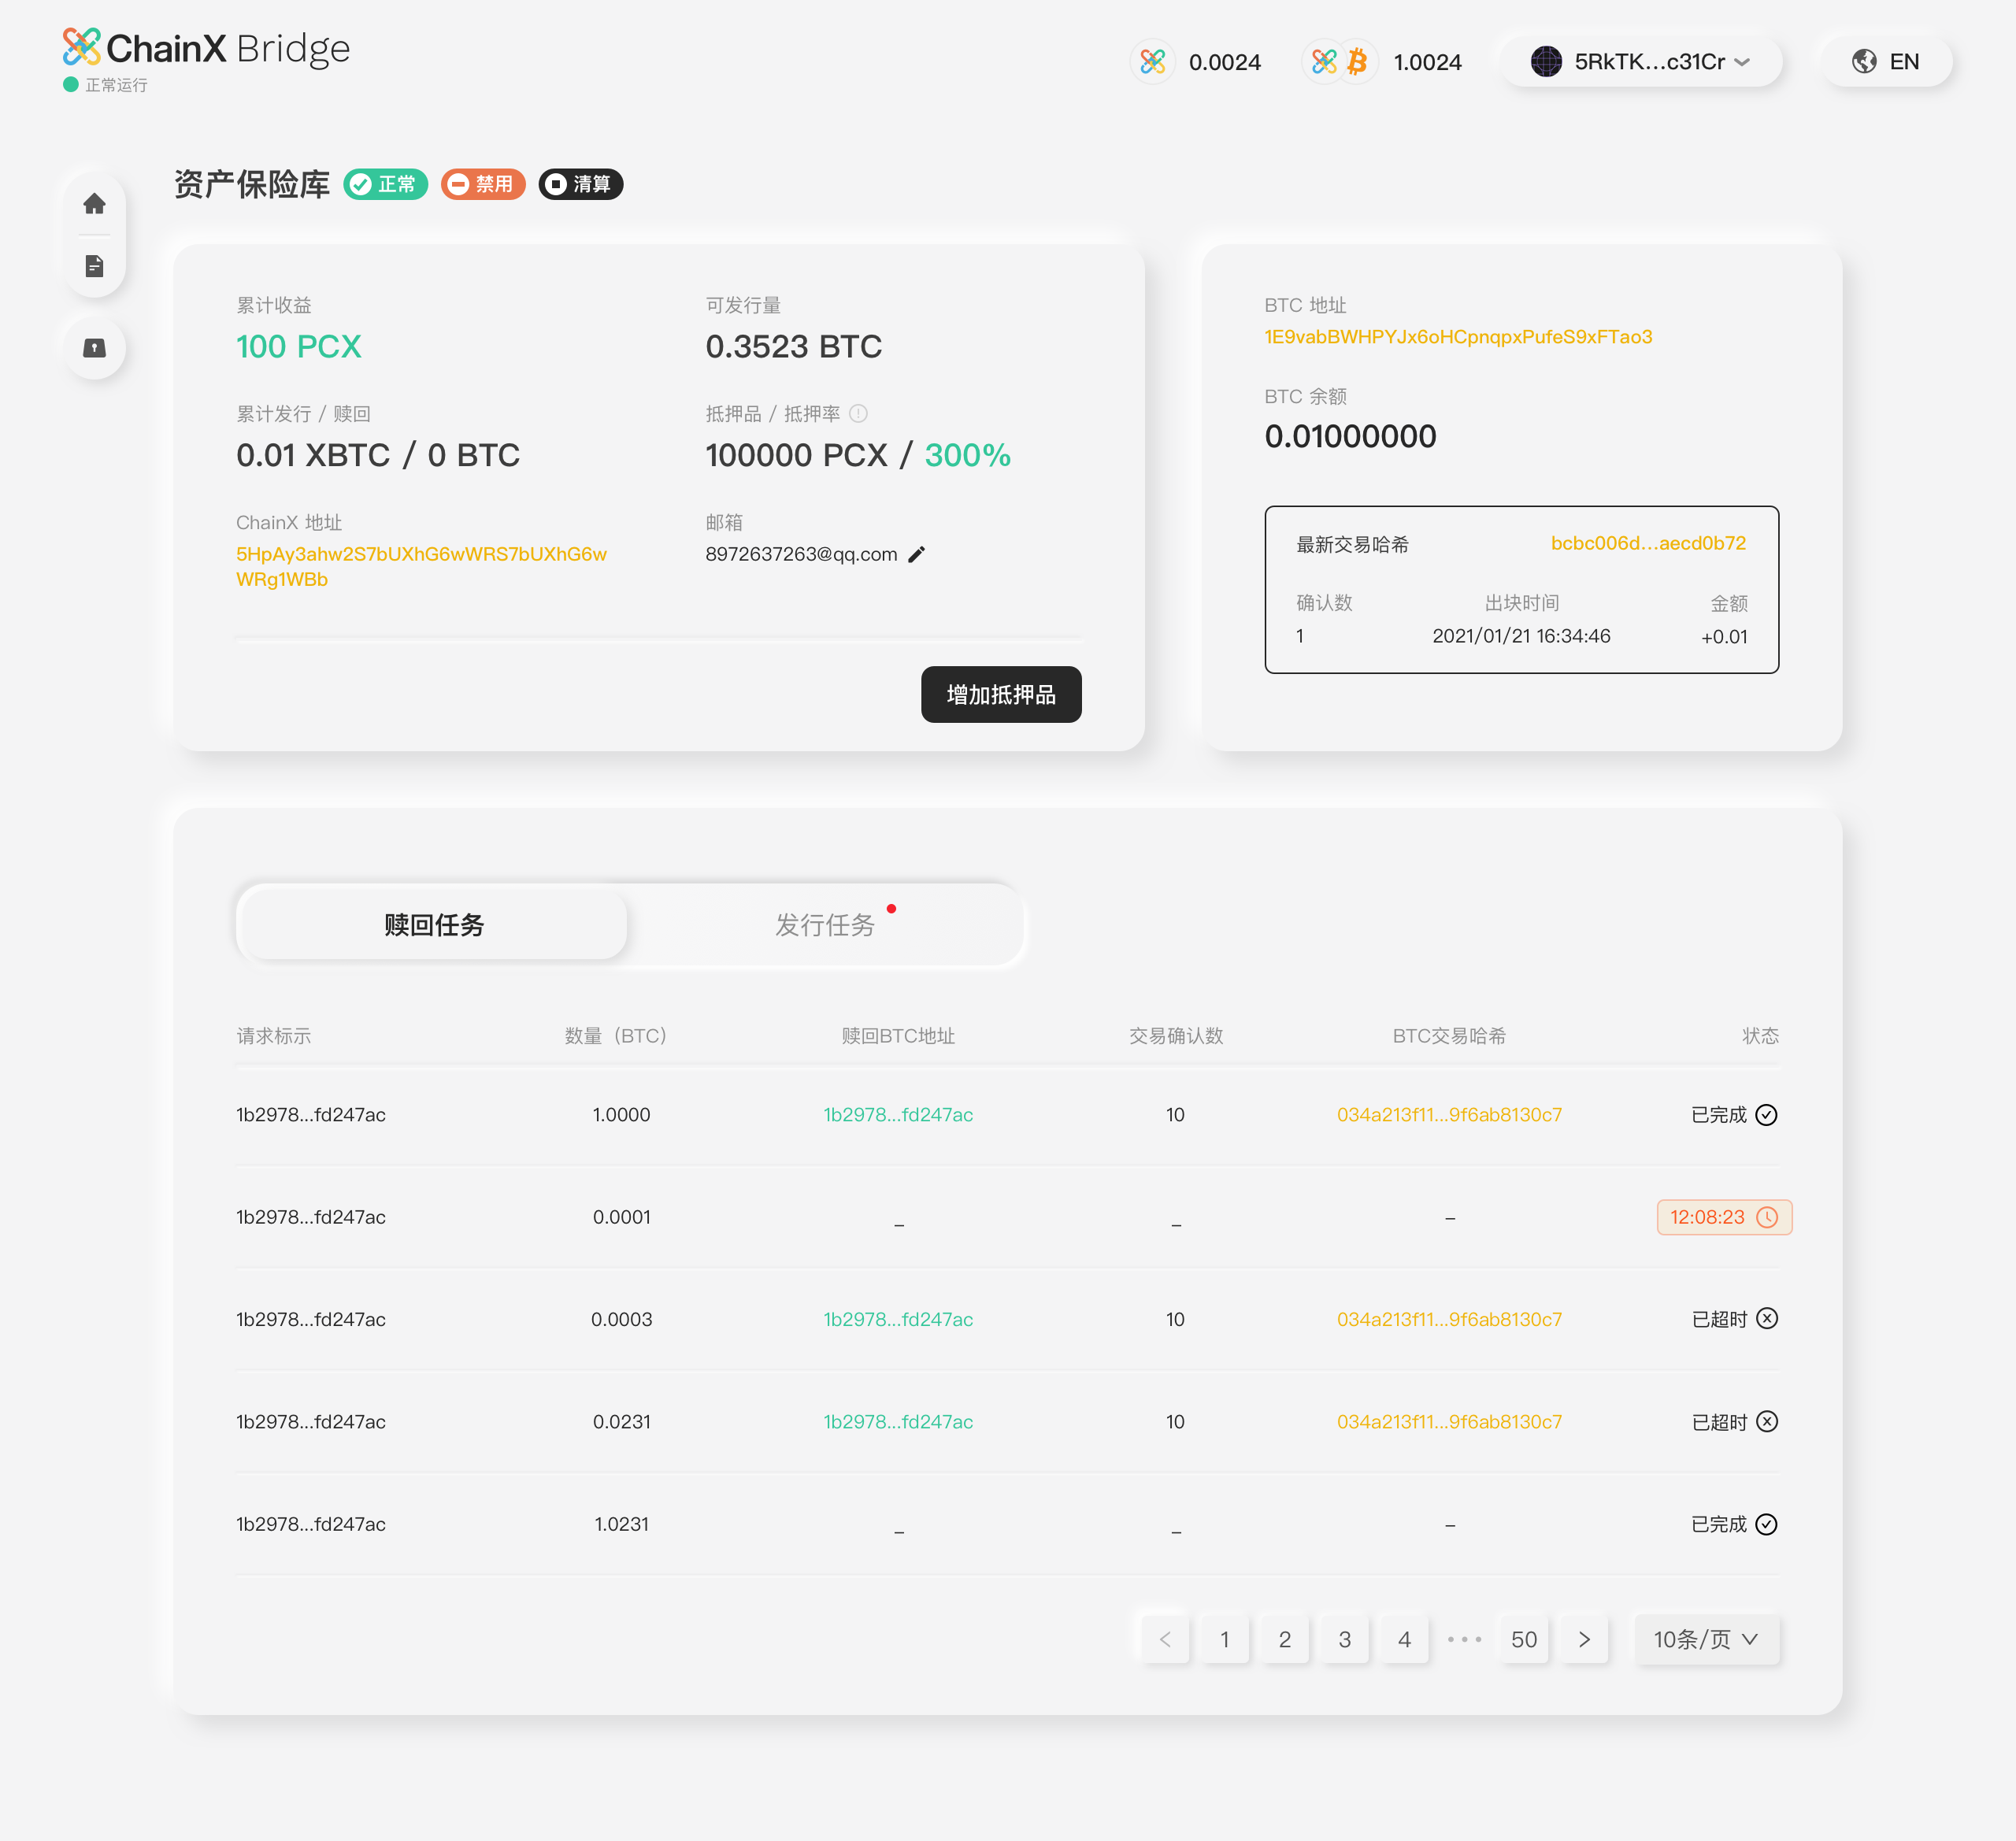 ChainX Bridge
正常运行
0.0024
1.0024
5RkTK...c31Cr
EN
资产保险库
正常
禁用
清算
累计收益
100 PCX
可发行量
0.3523 BTC
累计发行 / 赎回
0.01 XBTC / 0 BTC
抵押品 / 抵押率
100000 PCX / 300%
ChainX 地址
5HpAy3ahw2S7bUXhG6wWRS7bUXhG6w
WRg1WBb
邮箱
8972637263@qq.com
增加抵押品
BTC 地址
1E9vabBWHPYJx6oHCpnqpxPufeS9xFTao3
BTC 余额
0.01000000
最新交易哈希 bcbc006d...aecd0b72
确认数 出块时间 金额
1 2021/01/21 16:34:46 +0.01
赎回任务 发行任务
请求标示 数量（BTC） 赎回BTC地址 交易确认数 BTC交易哈希 状态
1b2978...fd247ac 1.0000 1b2978...fd247ac 10 034a213f11...9f6ab8130c7 已完成
1b2978...fd247ac 0.0001 _ _ – 12:08:23
1b2978...fd247ac 0.0003 1b2978...fd247ac 10 034a213f11...9f6ab8130c7 已超时
1b2978...fd247ac 0.0231 1b2978...fd247ac 10 034a213f11...9f6ab8130c7 已超时
1b2978...fd247ac 1.0231 _ _ – 已完成
< 1 2 3 4 ••• 50 > 10条/页